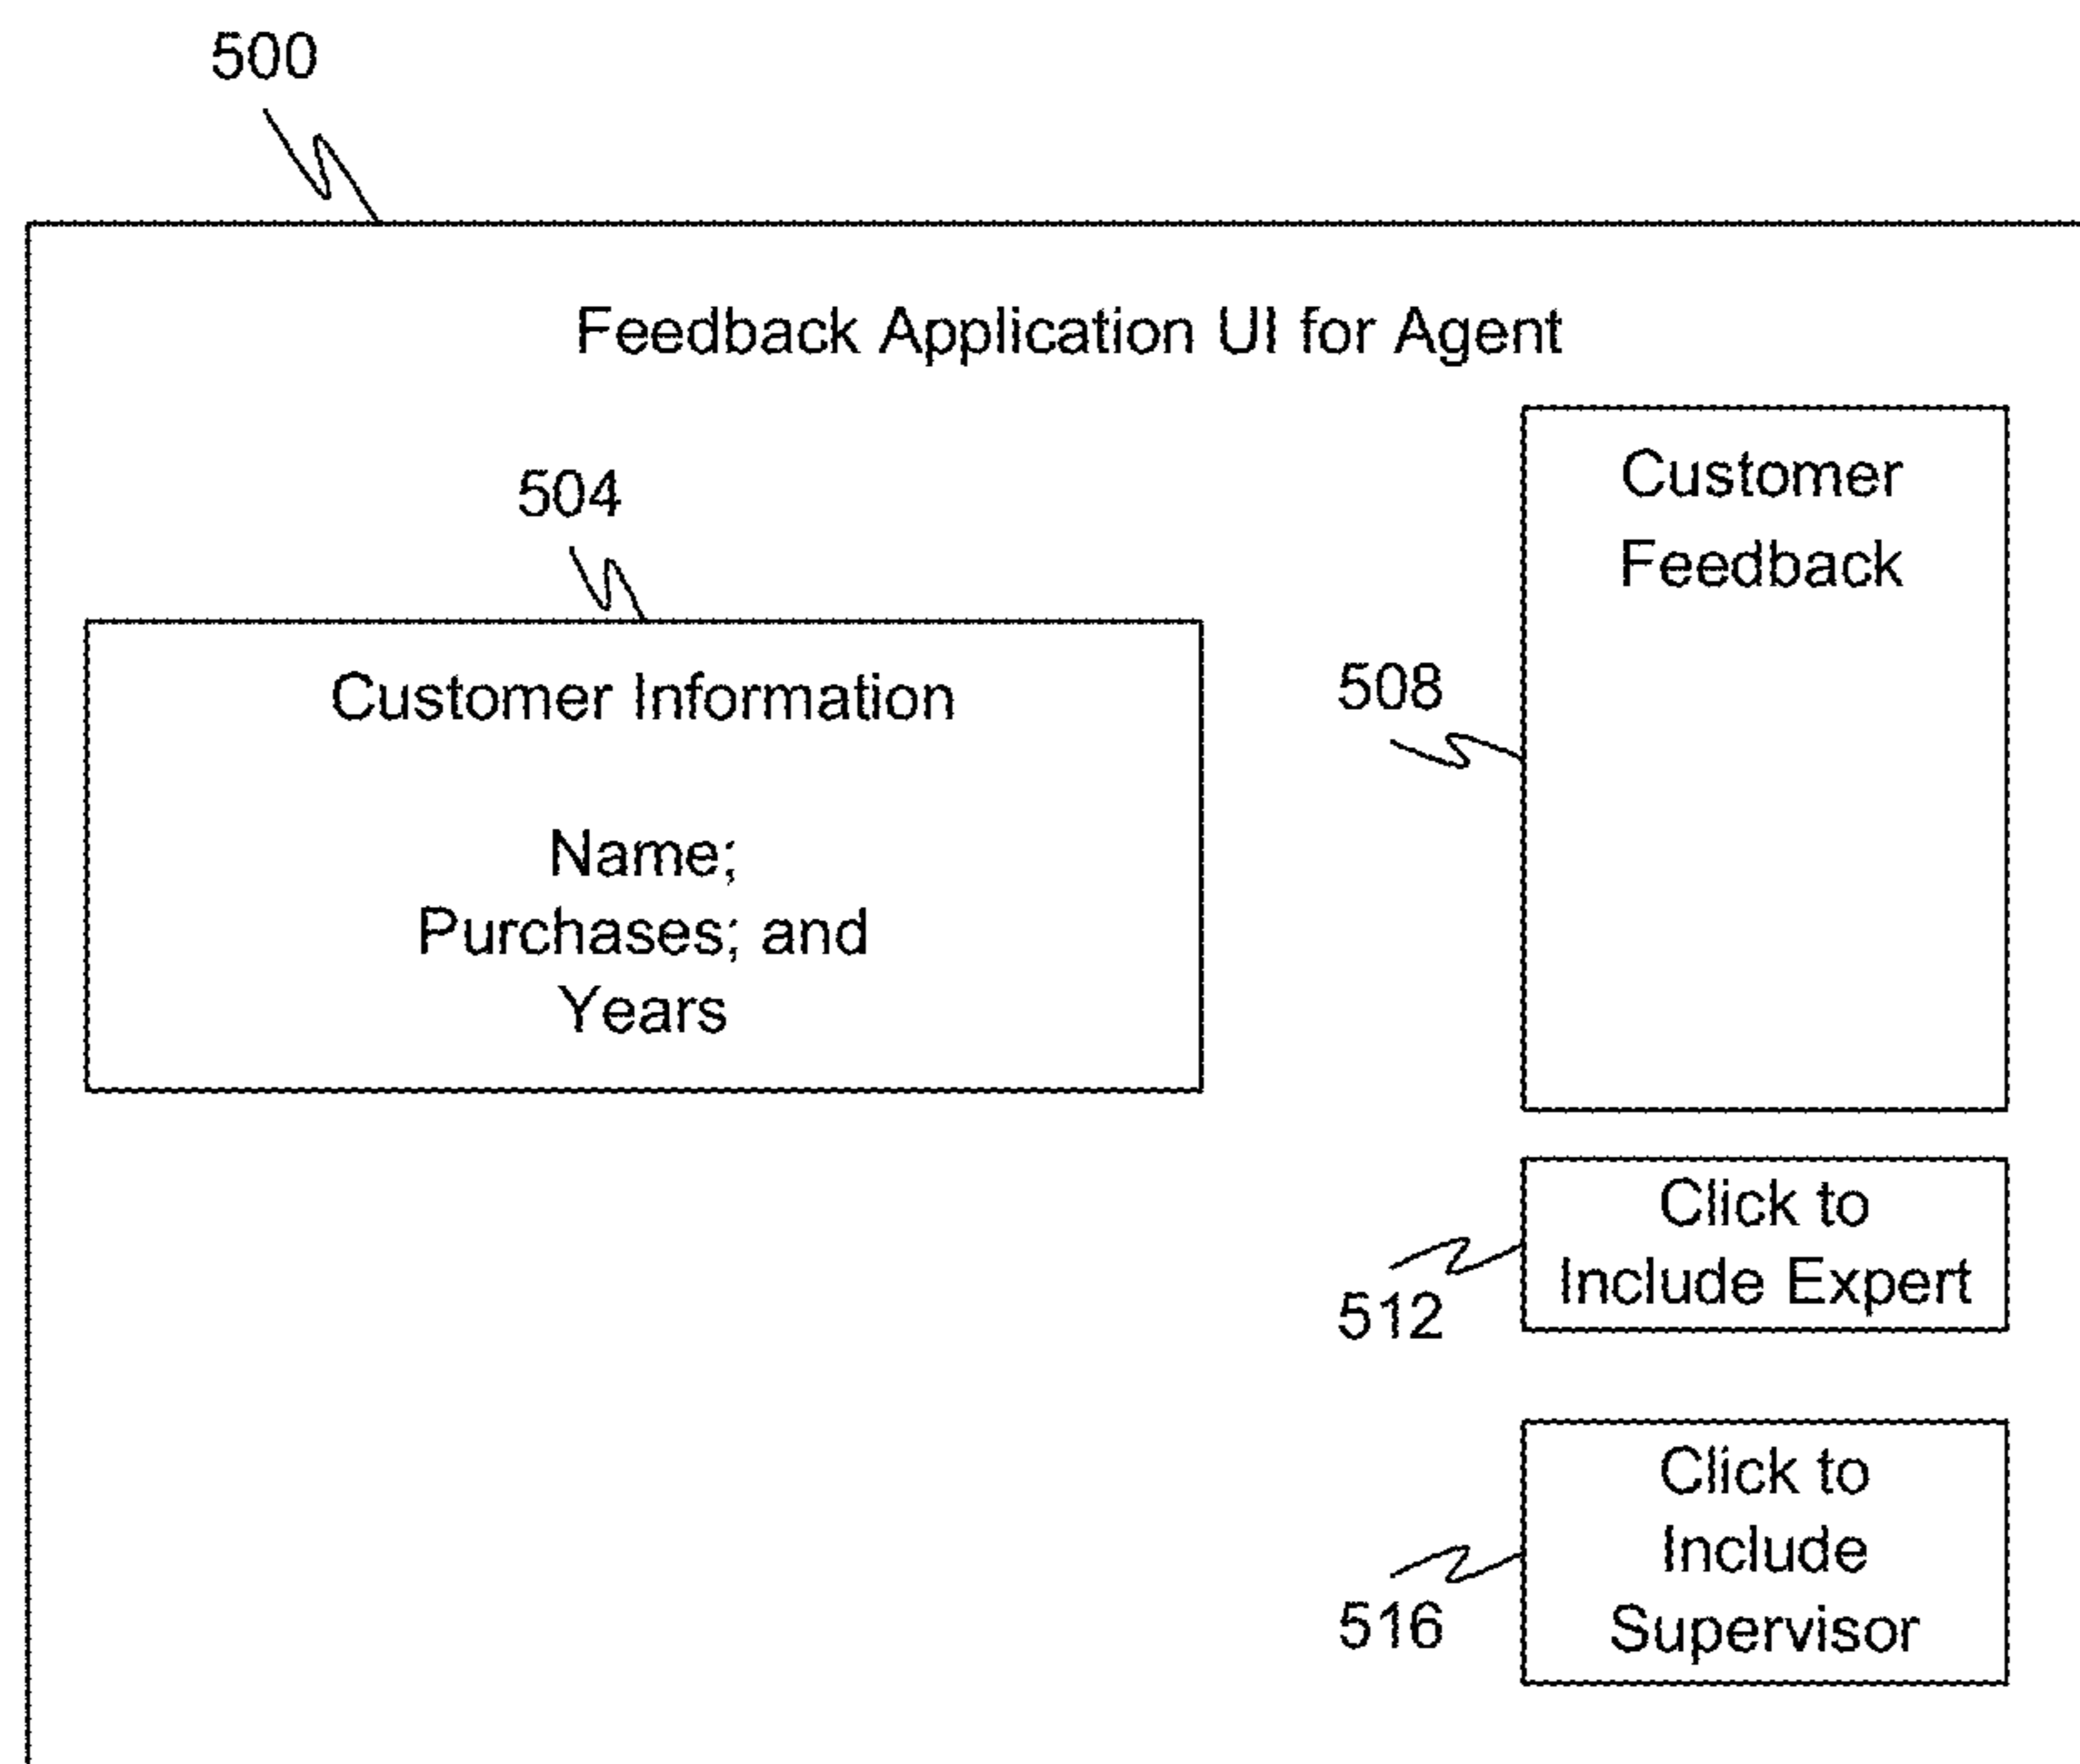 500
Feedback Application UI for Agent
504
Customer Information
Name;
Purchases; and
Years
Customer
Feedback
508
Click to
Include Expert
512
Click to
Include
Supervisor
516